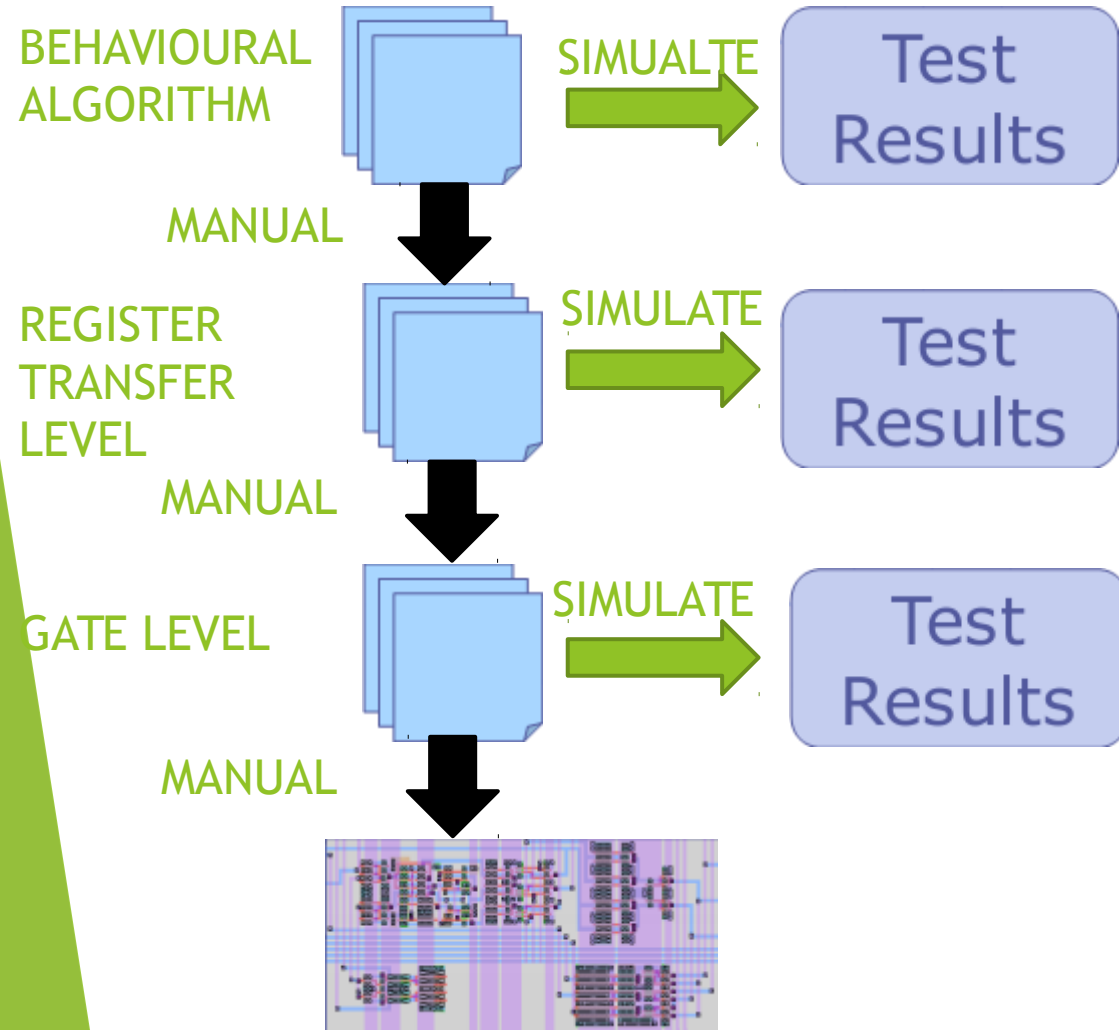 BEHAVIOURAL
ALGORITHM
SIMUALTE
Test
Results
MANUAL
REGISTER
TRANSFER
LEVEL
SIMULATE
Test
Results
MANUAL
GATE LEVEL
SIMULATE
Test
Results
MANUAL